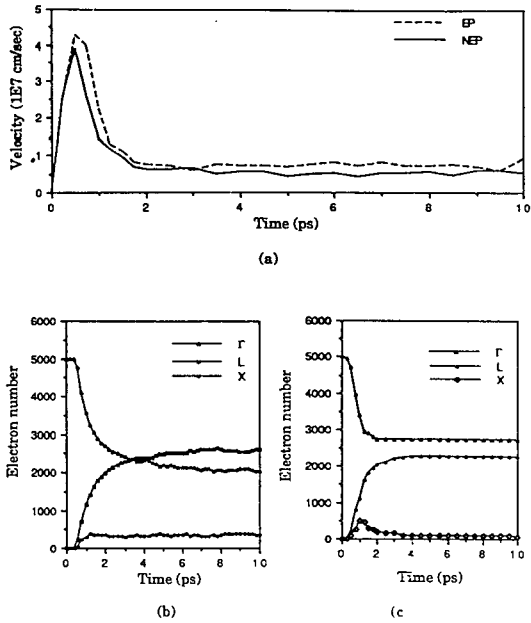 EP
NEP
Velocity (1E7 cm/sec)
5
4
3
2
1
0
0 2 4 6 8 10
Time (ps)
(a)
Electron number
6000
5000
4000
3000
2000
1000
0
Γ
L
X
0 2 4 6 8 10
Time (ps)
(b)
Electron number
6000
5000
4000
3000
2000
1000
0
Γ
L
X
0 2 4 6 8 10
Time (ps)
(c